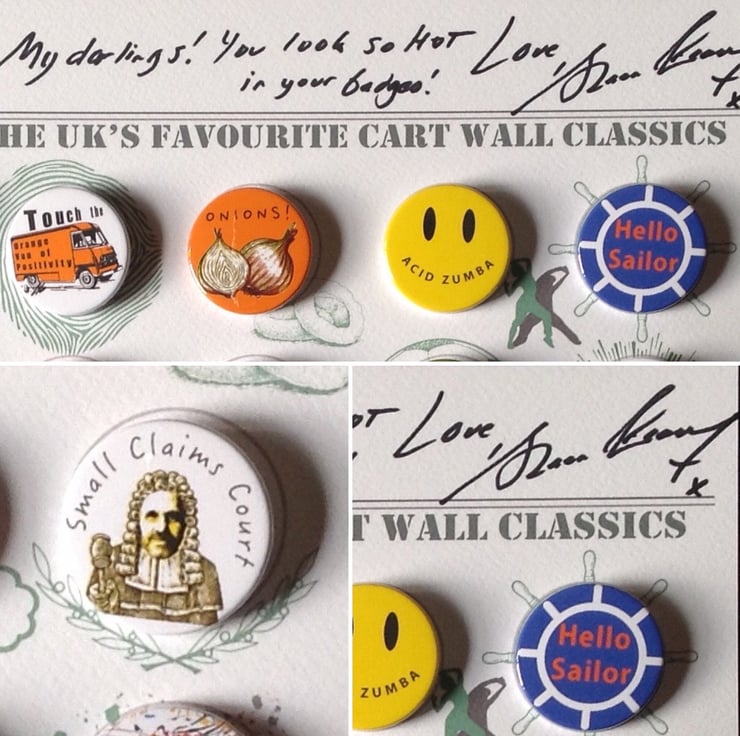 My darlings! You look so HOT Love,
in your badges!
x
HE UK'S FAVOURITE CART WALL CLASSICS
Touch the
Orange
Van of
Positivity
ONIONS!
ACID ZUMBA
Hello
Sailor
Small Claims Court
OT Love,
x
T WALL CLASSICS
ZUMBA
Hello
Sailor